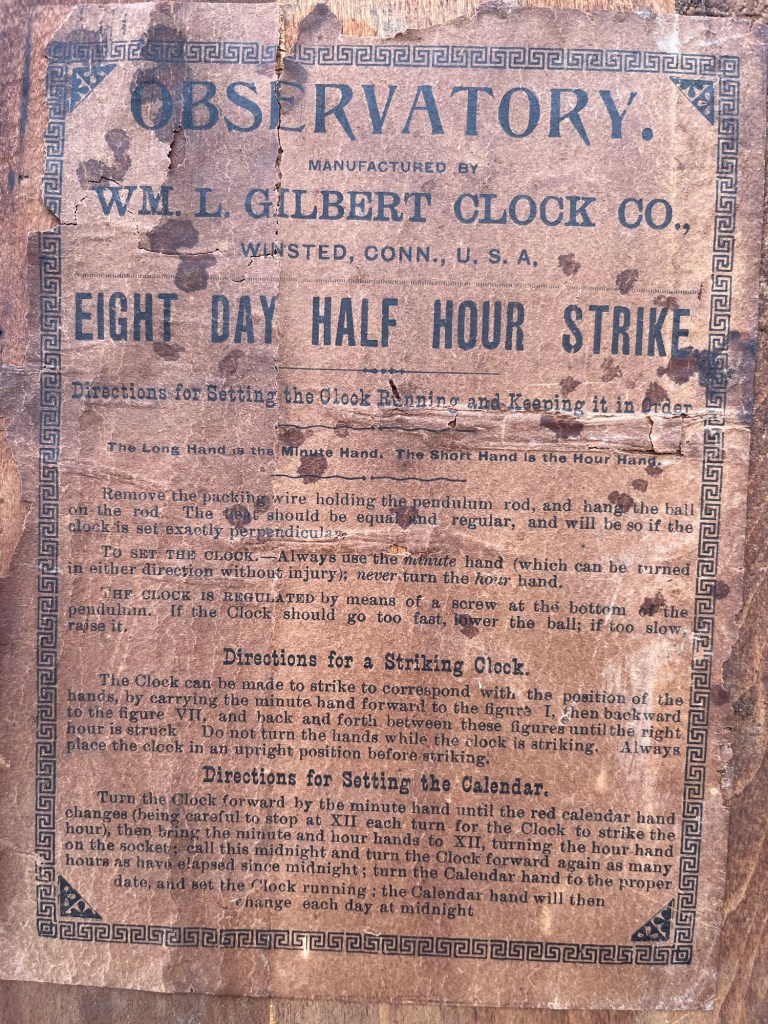 OBSERVATORY.
MANUFACTURED BY
WM. L. GILBERT CLOCK CO.,
WINSTED, CONN., U. S. A.
EIGHT DAY HALF HOUR STRIKE
Directions for Setting the Clock Running and Keeping it in Order
The Long Hand is the Minute Hand. The Short Hand is the Hour Hand.
Remove the packing wire holding the pendulum rod, and hang the ball
on the rod. The beat should be equal and regular, and will be so if the
clock is set exactly perpendicular.
TO SET THE CLOCK.—Always use the minute hand (which can be turned
in either direction without injury); never turn the hour hand.
THE CLOCK IS REGULATED by means of a screw at the bottom of the
pendulum. If the Clock should go too fast, lower the ball; if too slow,
raise it.
Directions for a Striking Clock.
The Clock can be made to strike to correspond with the position of the
hands, by carrying the minute hand forward to the figure I, then backward
to the figure VII, and back and forth between these figures until the right
hour is struck Do not turn the hands while the clock is striking. Always
place the clock in an upright position before striking.
Directions for Setting the Calendar.
Turn the Clock forward by the minute hand until the red calendar hand
changes (being careful to stop at XII each turn for the Clock to strike the
hour), then bring the minute and hour hands to XII, turning the hour hand
on the socket; call this midnight and turn the Clock forward again as many
hours as have elapsed since midnight; turn the Calendar hand to the proper
date, and set the Clock running; the Calendar hand will then
change each day at midnight